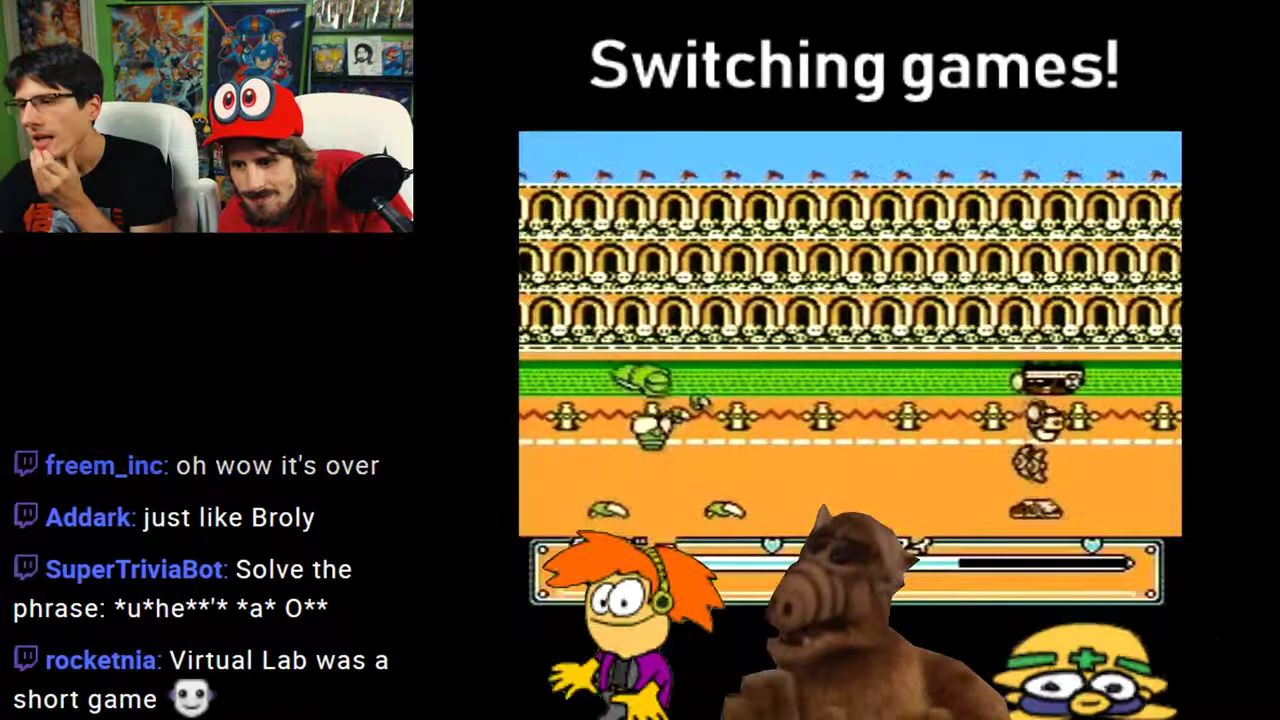 Switching games!
freem_inc: oh wow it's over
Addark: just like Broly
SuperTriviaBot: Solve the
phrase: *u*he**'* *a* O**
rocketnia: Virtual Lab was a
short game